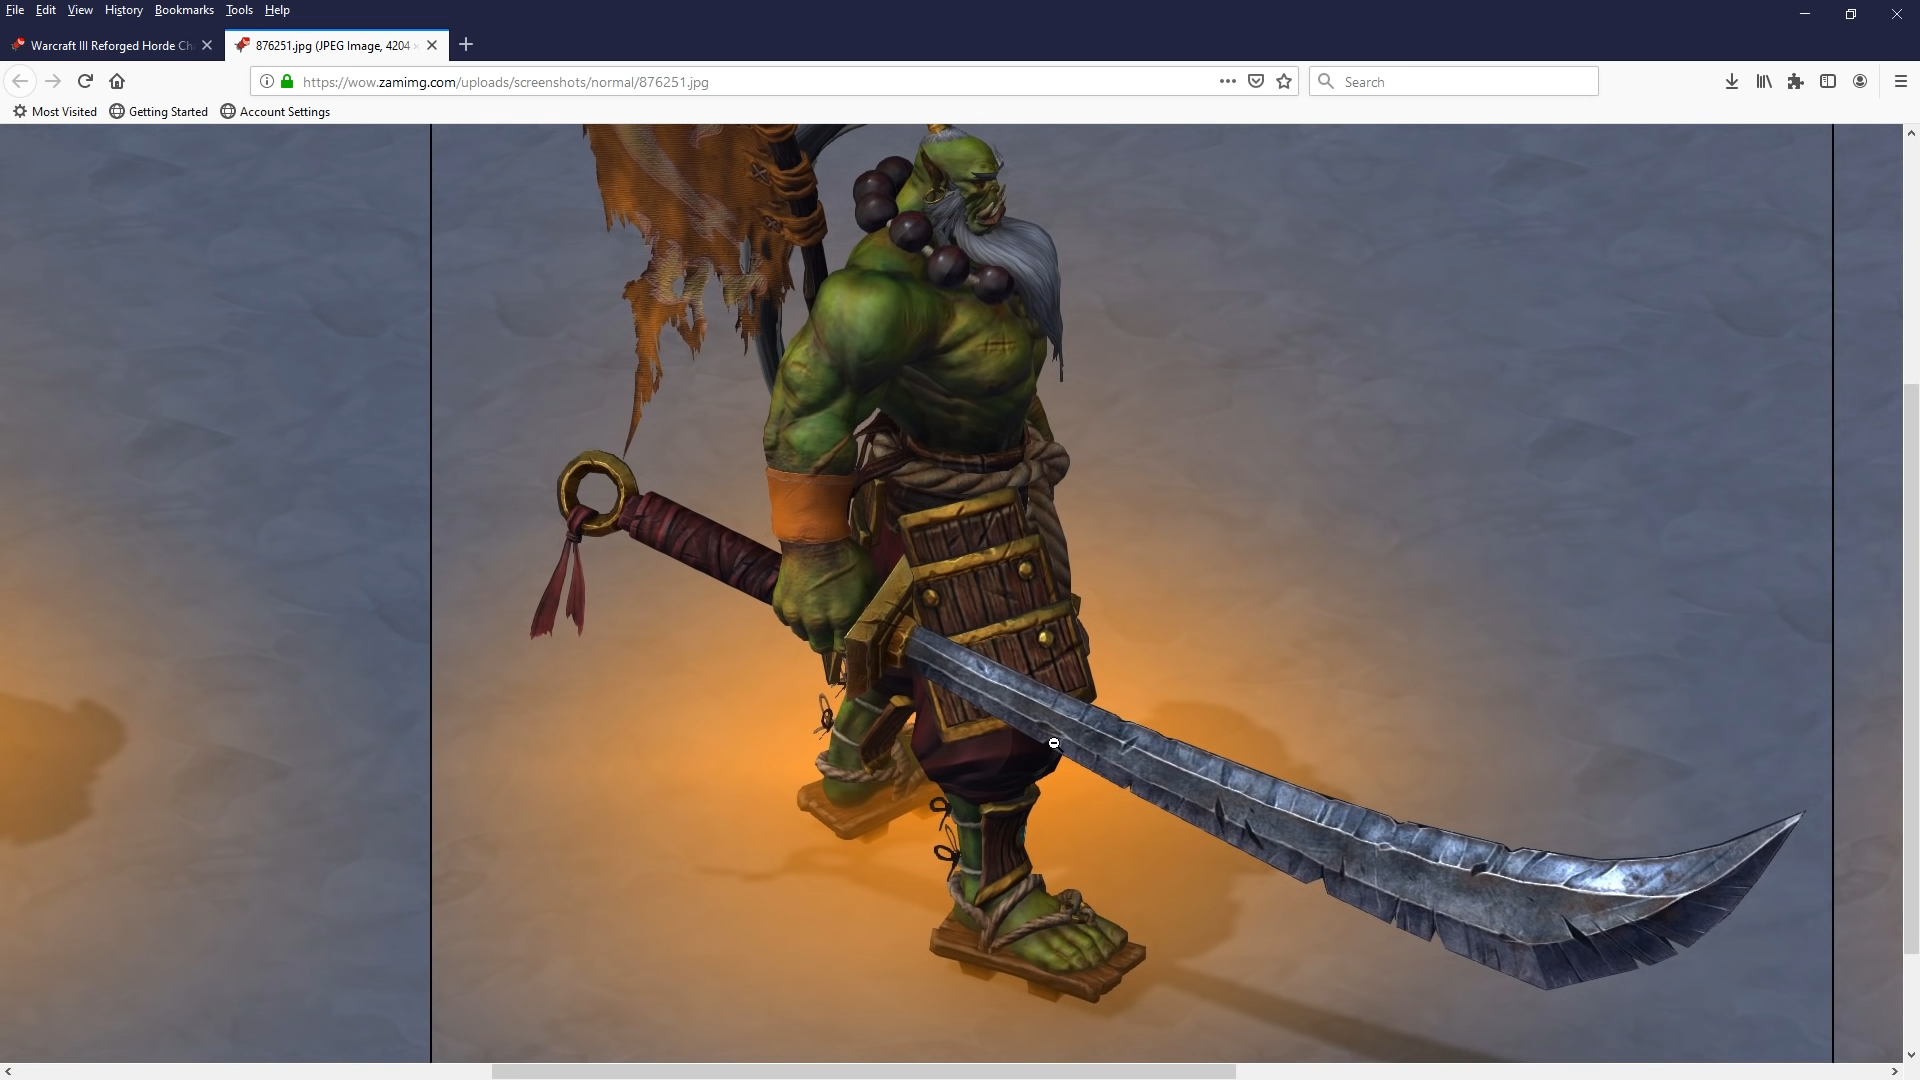 File Edit View History Bookmarks Tools Help
Warcraft III Reforged Horde Ch
876251.jpg (JPEG Image, 4204
https://wow.zamimg.com/uploads/screenshots/normal/876251.jpg
Search
Most Visited Getting Started Account Settings